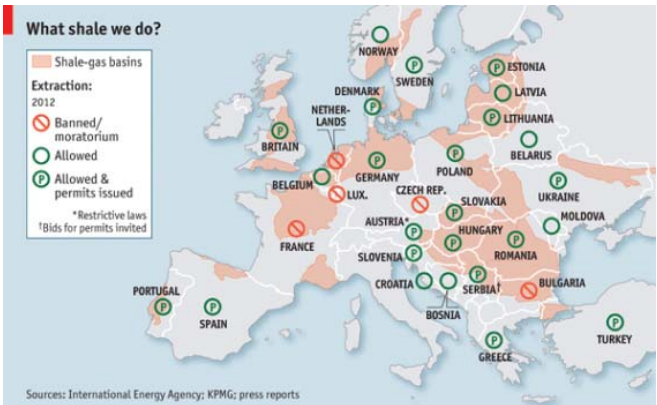 What shale we do?
Shale-gas basins
Extraction:
2012
Banned/
moratorium
Allowed
P Allowed &
permits issued
*Restrictive laws
†Bids for permits invited
NORWAY
P
SWEDEN
P
ESTONIA
LATVIA
P
LITHUANIA
DENMARK
P
NETHER-
LANDS
P
BRITAIN
BELGIUM
LUX.
P
GERMANY
P
POLAND
BELARUS
CZECH REP.
P
SLOVAKIA
P
UKRAINE
MOLDOVA
FRANCE
AUSTRIA*
P
P
HUNGARY
P
ROMANIA
SLOVENIA
P
CROATIA
BOSNIA
P
SERBIA†
BULGARIA
PORTUGAL
P
P
SPAIN
P
GREECE
P
TURKEY
Sources: International Energy Agency; KPMG; press reports